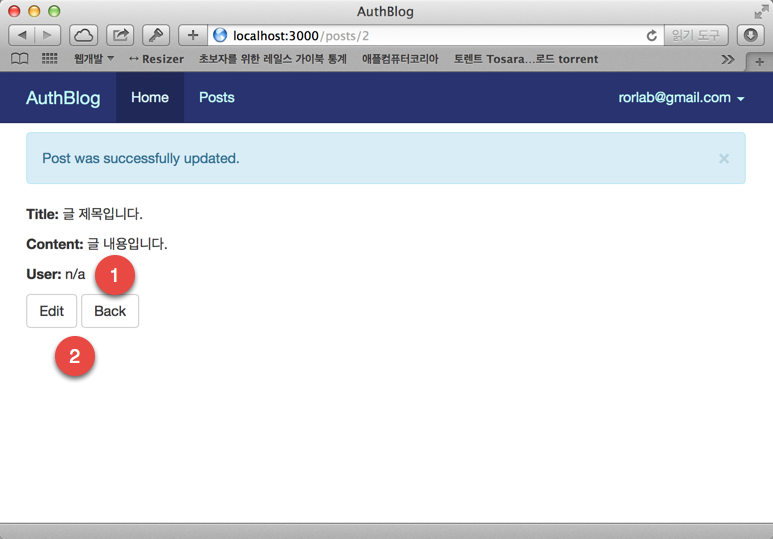 AuthBlog
localhost:3000/posts/2 읽기 도구
웹개발 ↔ Resizer 초보자를 위한 레일스 가이북 통계 애플컴퓨터코리아 토렌트 Tosara...로드 torrent
AuthBlog Home Posts rorlab@gmail.com
Post was successfully updated. ×
Title: 글 제목입니다.
Content: 글 내용입니다.
User: n/a 1
Edit Back
2